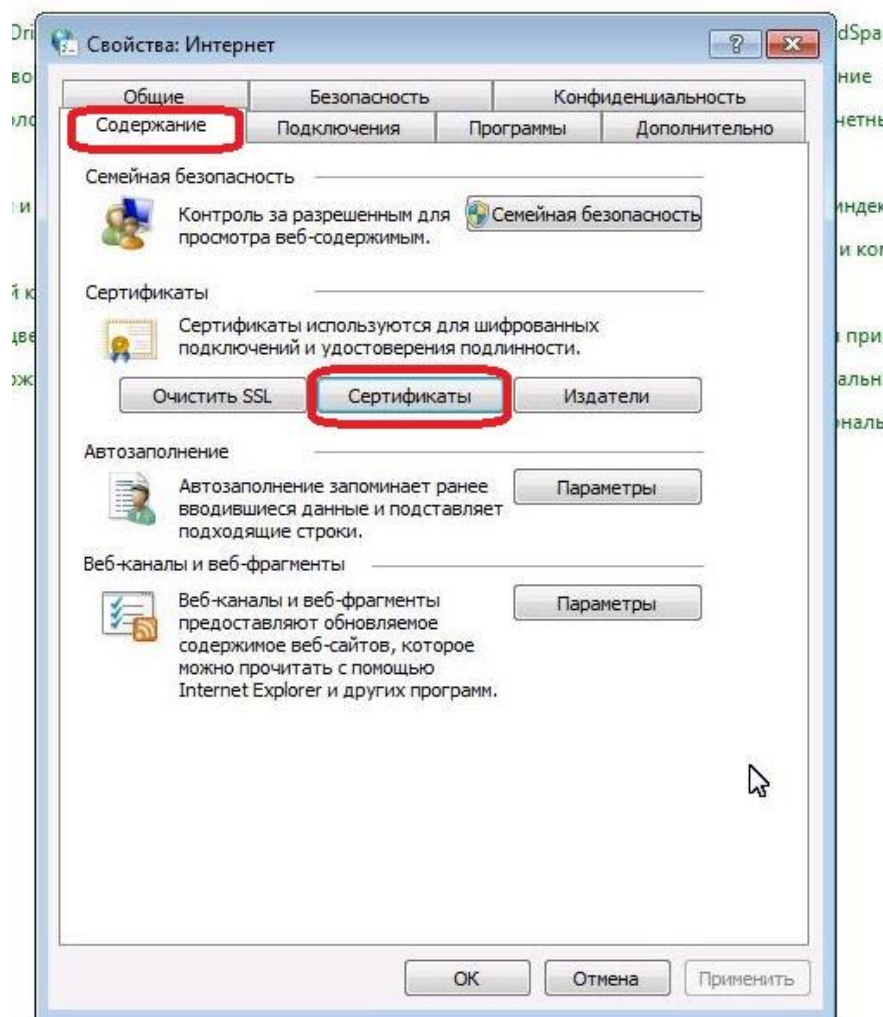 Свойства: Интернет
Общие
Безопасность
Конфиденциальность
Содержание
Подключения
Программы
Дополнительно
Семейная безопасность
Контроль за разрешенным для
просмотра веб-содержимым.
Семейная безопасность
Сертификаты
Сертификаты используются для шифрованных
подключений и удостоверения подлинности.
Очистить SSL
Сертификаты
Издатели
Автозаполнение
Автозаполнение запоминает ранее
вводившиеся данные и подставляет
подходящие строки.
Параметры
Веб-каналы и веб-фрагменты
Веб-каналы и веб-фрагменты
предоставляют обновляемое
содержимое веб-сайтов, которое
можно прочитать с помощью
Internet Explorer и других программ.
Параметры
ОК
Отмена
Применить